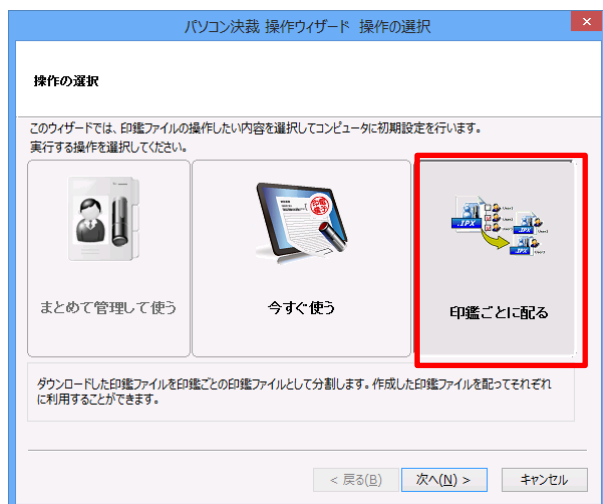 パソコン決裁 操作ウィザード 操作の選択
操作の選択
このウィザードでは、印鑑ファイルの操作したい内容を選択してコンピュータに初期設定を行います。
実行する操作を選択してください。
まとめて管理して使う
今すぐ使う
印鑑ごとに配る
ダウンロードした印鑑ファイルを印鑑ごとの印鑑ファイルとして分割します。作成した印鑑ファイルを配ってそれぞれ
に利用することができます。
< 戻る(B)
次へ(N) >
キャンセル